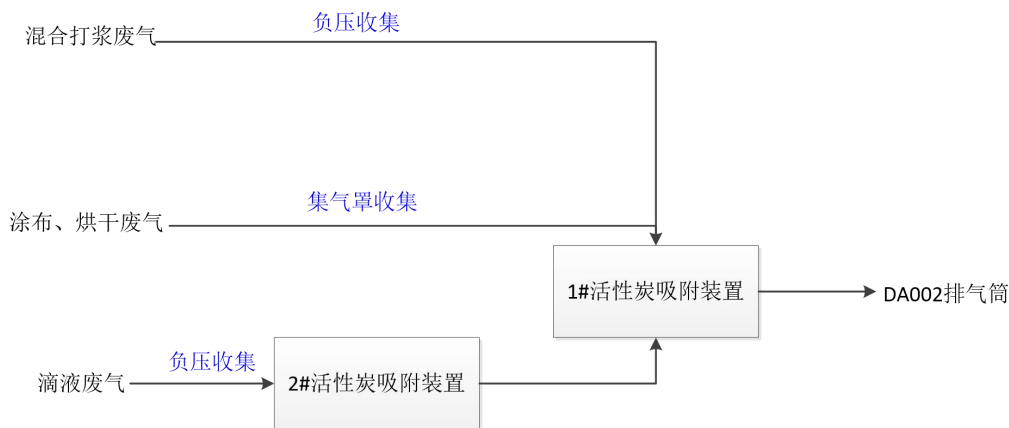 负压收集
混合打浆废气
集气罩收集
涂布、烘干废气
1#活性炭吸附装置
DA002排气筒
负压收集
滴液废气
2#活性炭吸附装置